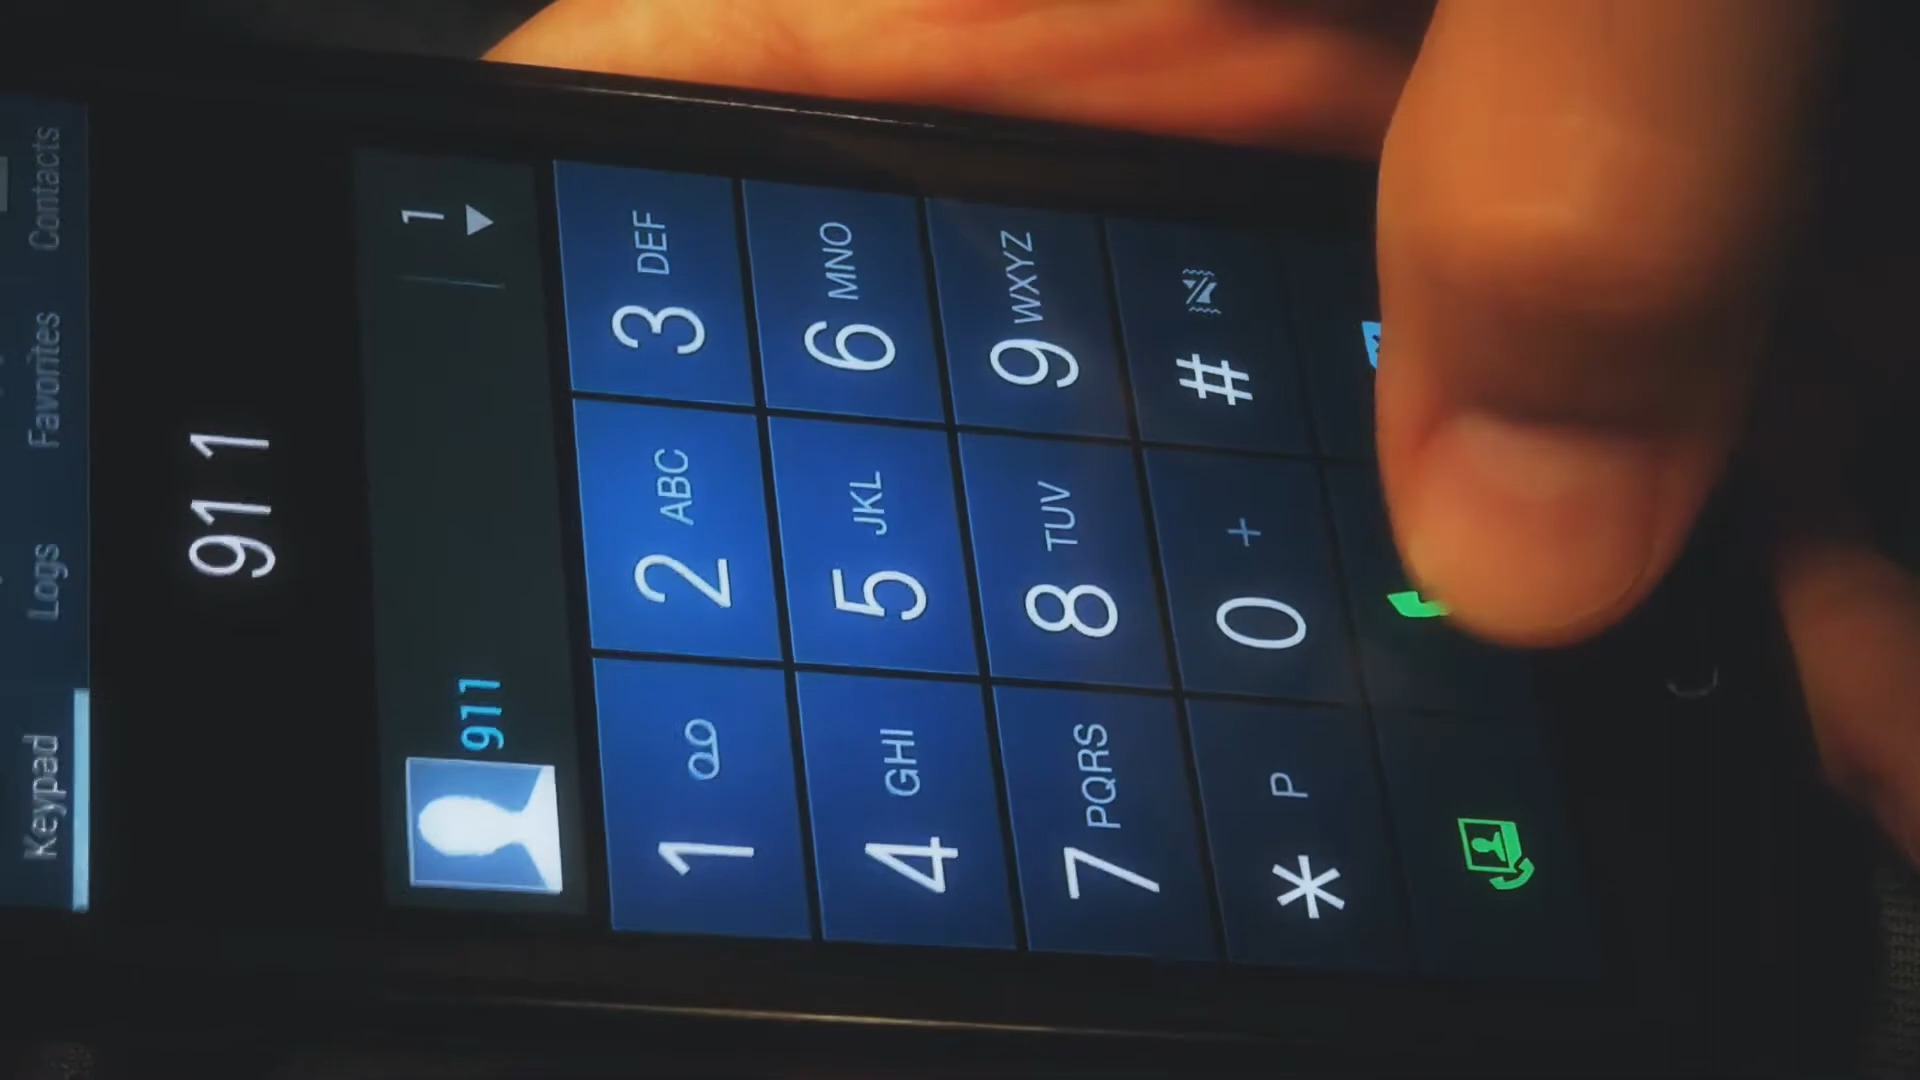 Keypad Logs Favorites Contacts
911
911 1
1
2 ABC
3 DEF
4 GHI
5 JKL
6 MNO
7 PQRS
8 TUV
9 WXYZ
* P
0 +
#